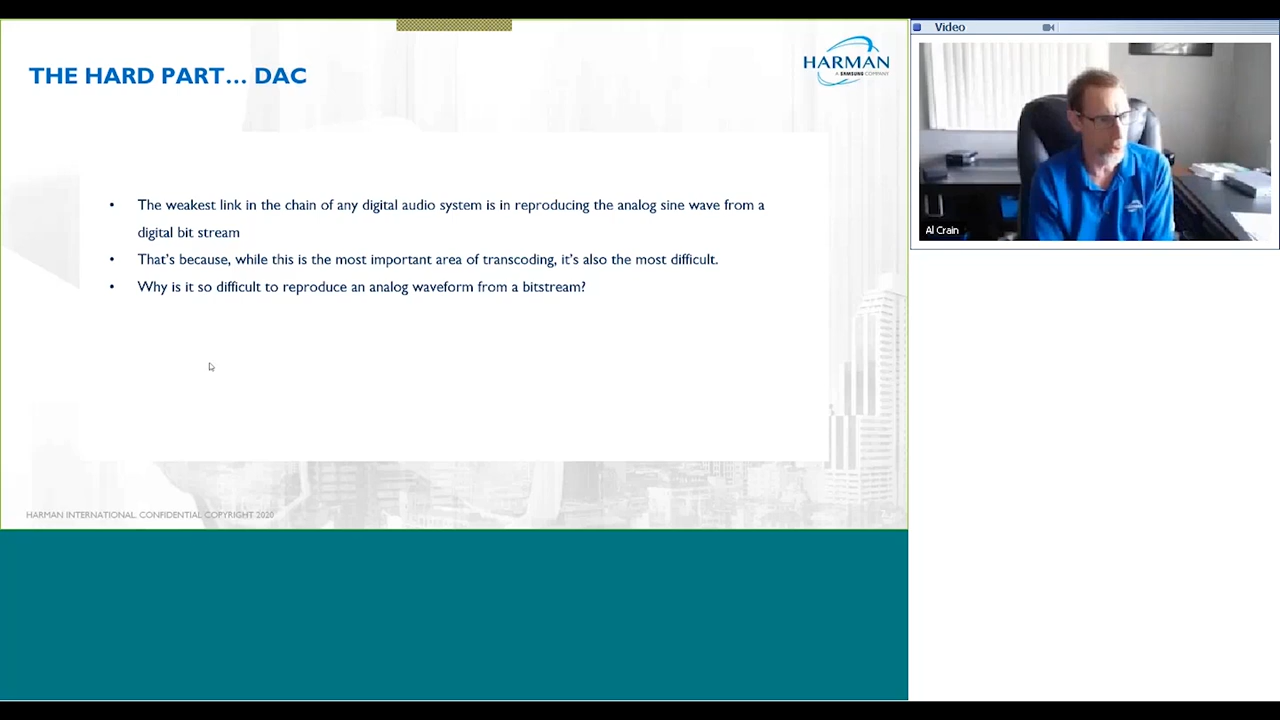 THE HARD PART... DAC
HARMAN
A SAMSUNG COMPANY
• The weakest link in the chain of any digital audio system is in reproducing the analog sine wave from a
digital bit stream
• That's because, while this is the most important area of transcoding, it's also the most difficult.
• Why is it so difficult to reproduce an analog waveform from a bitstream?
HARMAN INTERNATIONAL. CONFIDENTIAL. COPYRIGHT 2020
Video
Al Crain